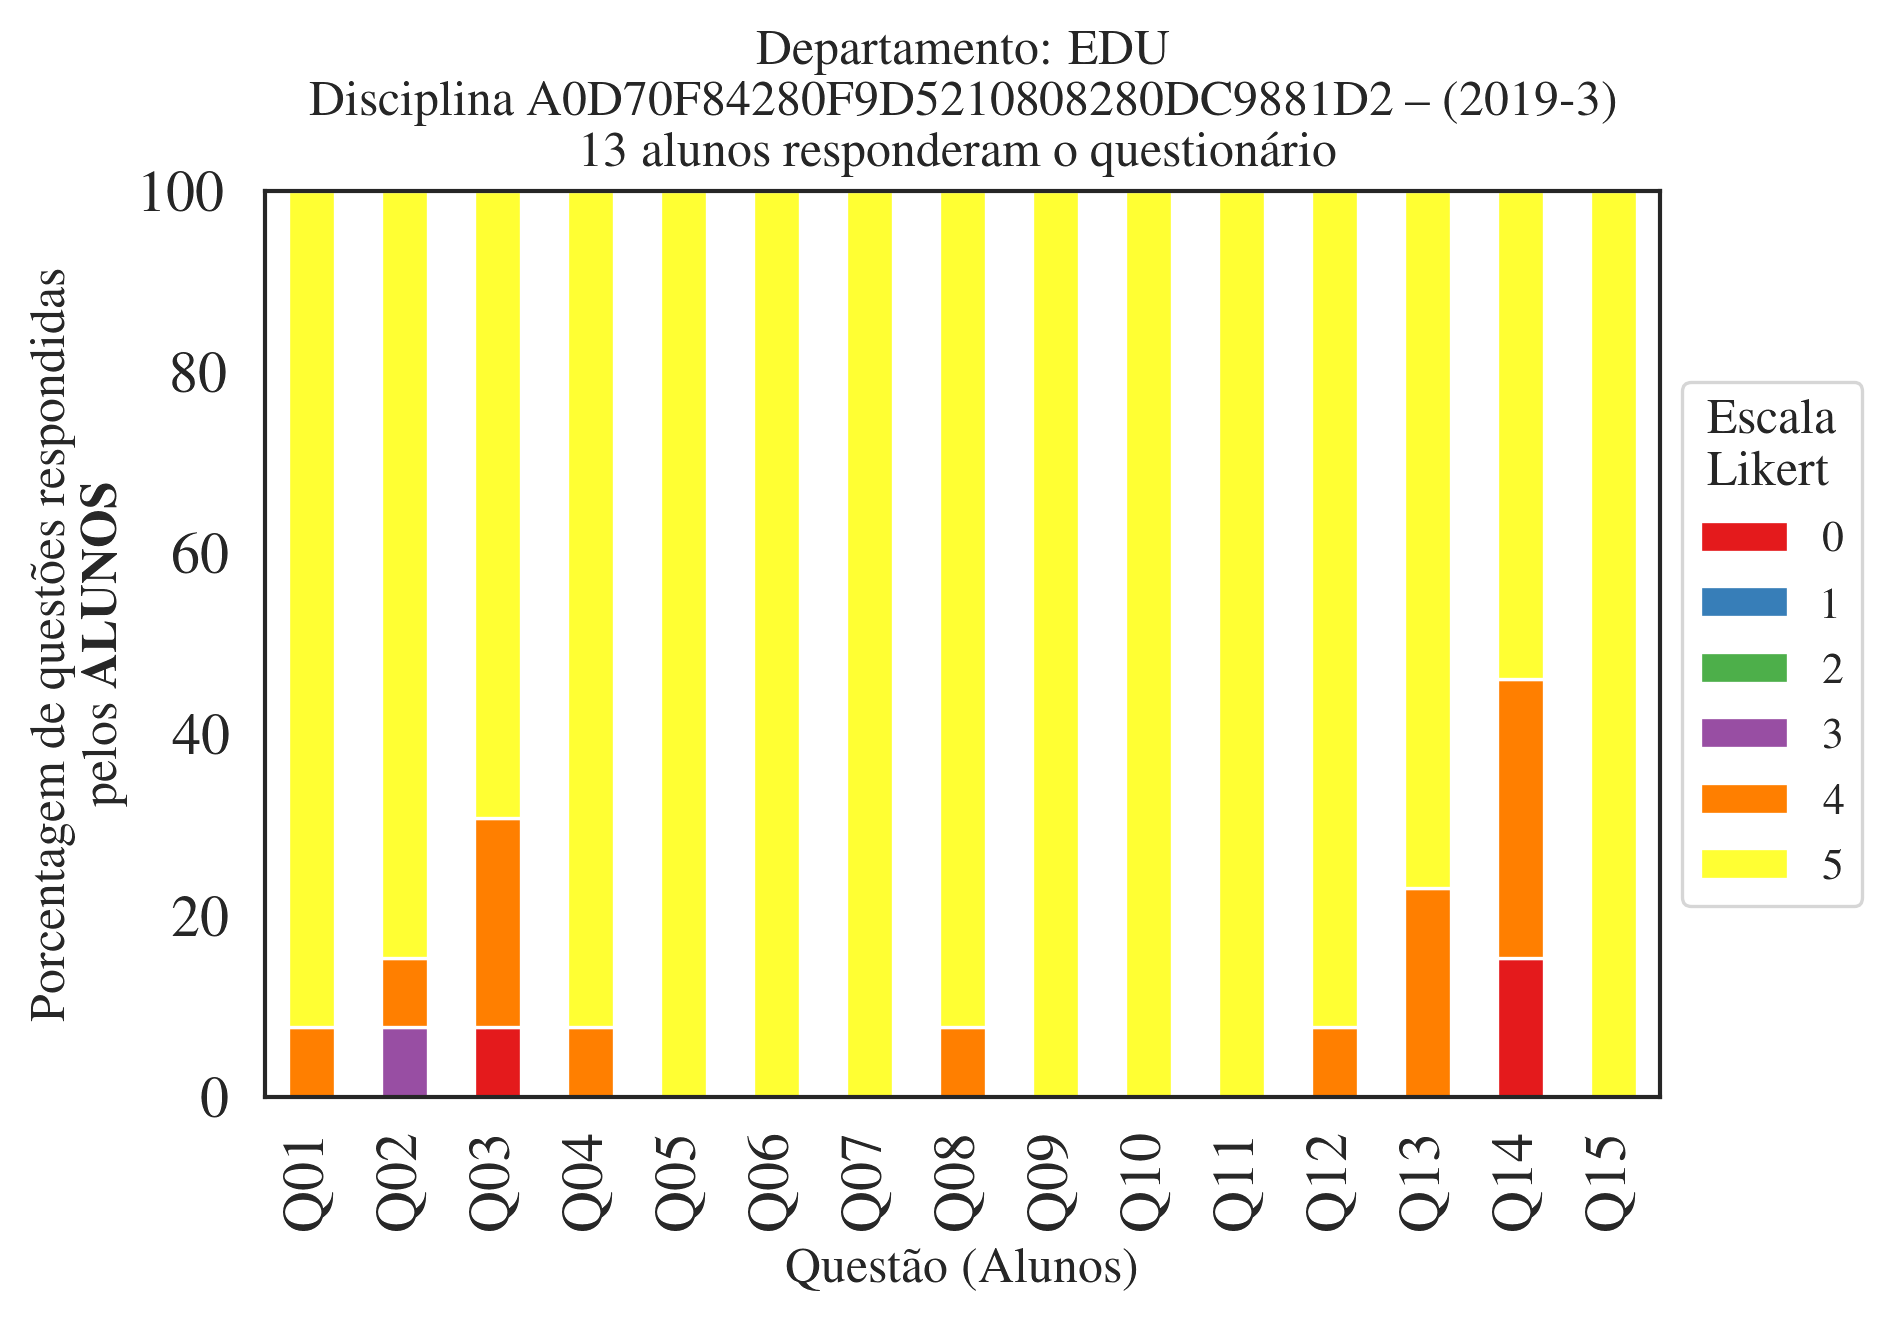 Departamento: EDU
Disciplina A0D70F84280F9D5210808280DC9881D2 – (2019-3)
13 alunos responderam o questionário
Porcentagem de questões respondidas
pelos ALUNOS
100
80
60
40
20
0
Q01
Q02
Q03
Q04
Q05
Q06
Q07
Q08
Q09
Q10
Q11
Q12
Q13
Q14
Q15
Questão (Alunos)
Escala
Likert
0
1
2
3
4
5